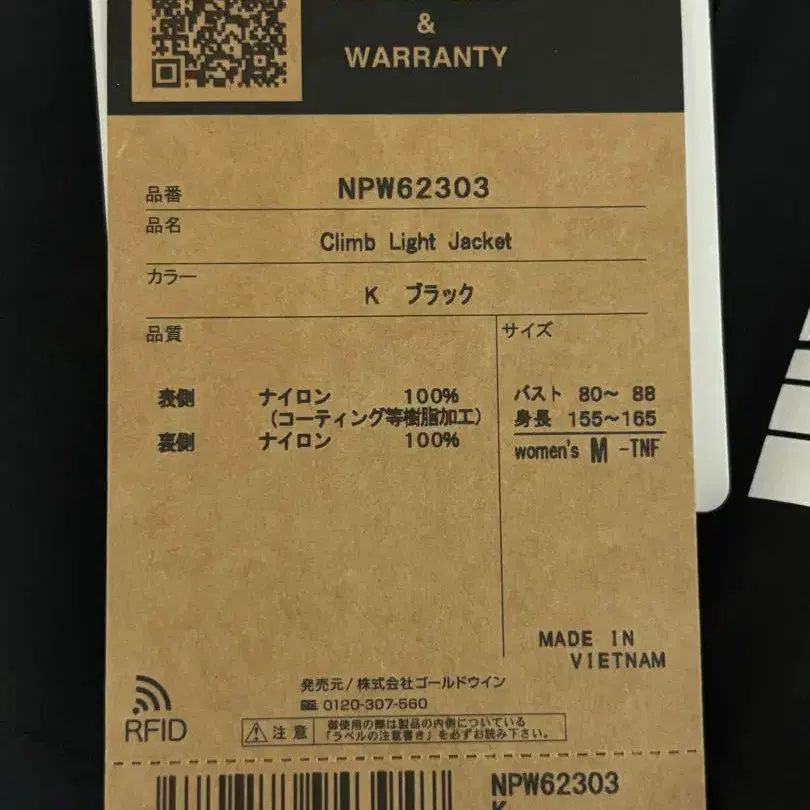 &
WARRANTY
品番 NPW62303
品名
Climb Light Jacket
カラー
K ブラック
品質
表側 ナイロン 100%
(コーティング等樹脂加工)
裏側 ナイロン 100%
サイズ
バスト 80～ 88
身長 155～165
women's M -TNF
MADE IN
VIETNAM
発売元/株式会社ゴールドウイン
0120-307-560
RFID
注意
御使用の際は製品の内側についている
「ラベルの注意書き」を必ずお読み下さい。
NPW62303
K